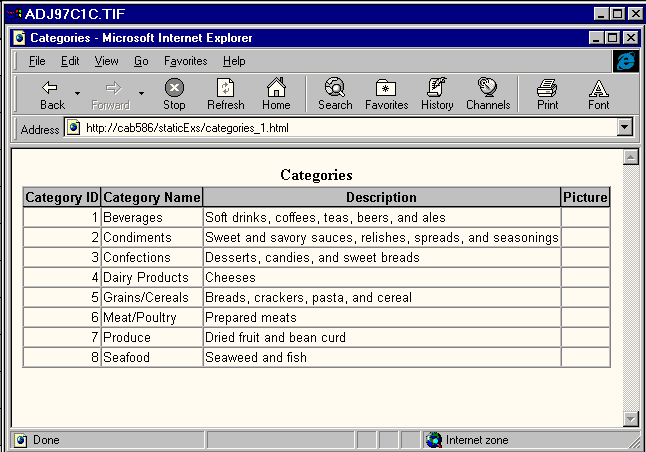 ADJ97C1C.TIF
Categories - Microsoft Internet Explorer
File Edit View Go Favorites Help
Back Forward Stop Refresh Home Search Favorites History Channels Print Font
Address http://cab586/staticExs/categories_1.html
Categories
Category ID Category Name Description Picture
1 Beverages Soft drinks, coffees, teas, beers, and ales
2 Condiments Sweet and savory sauces, relishes, spreads, and seasonings
3 Confections Desserts, candies, and sweet breads
4 Dairy Products Cheeses
5 Grains/Cereals Breads, crackers, pasta, and cereal
6 Meat/Poultry Prepared meats
7 Produce Dried fruit and bean curd
8 Seafood Seaweed and fish
Done Internet zone